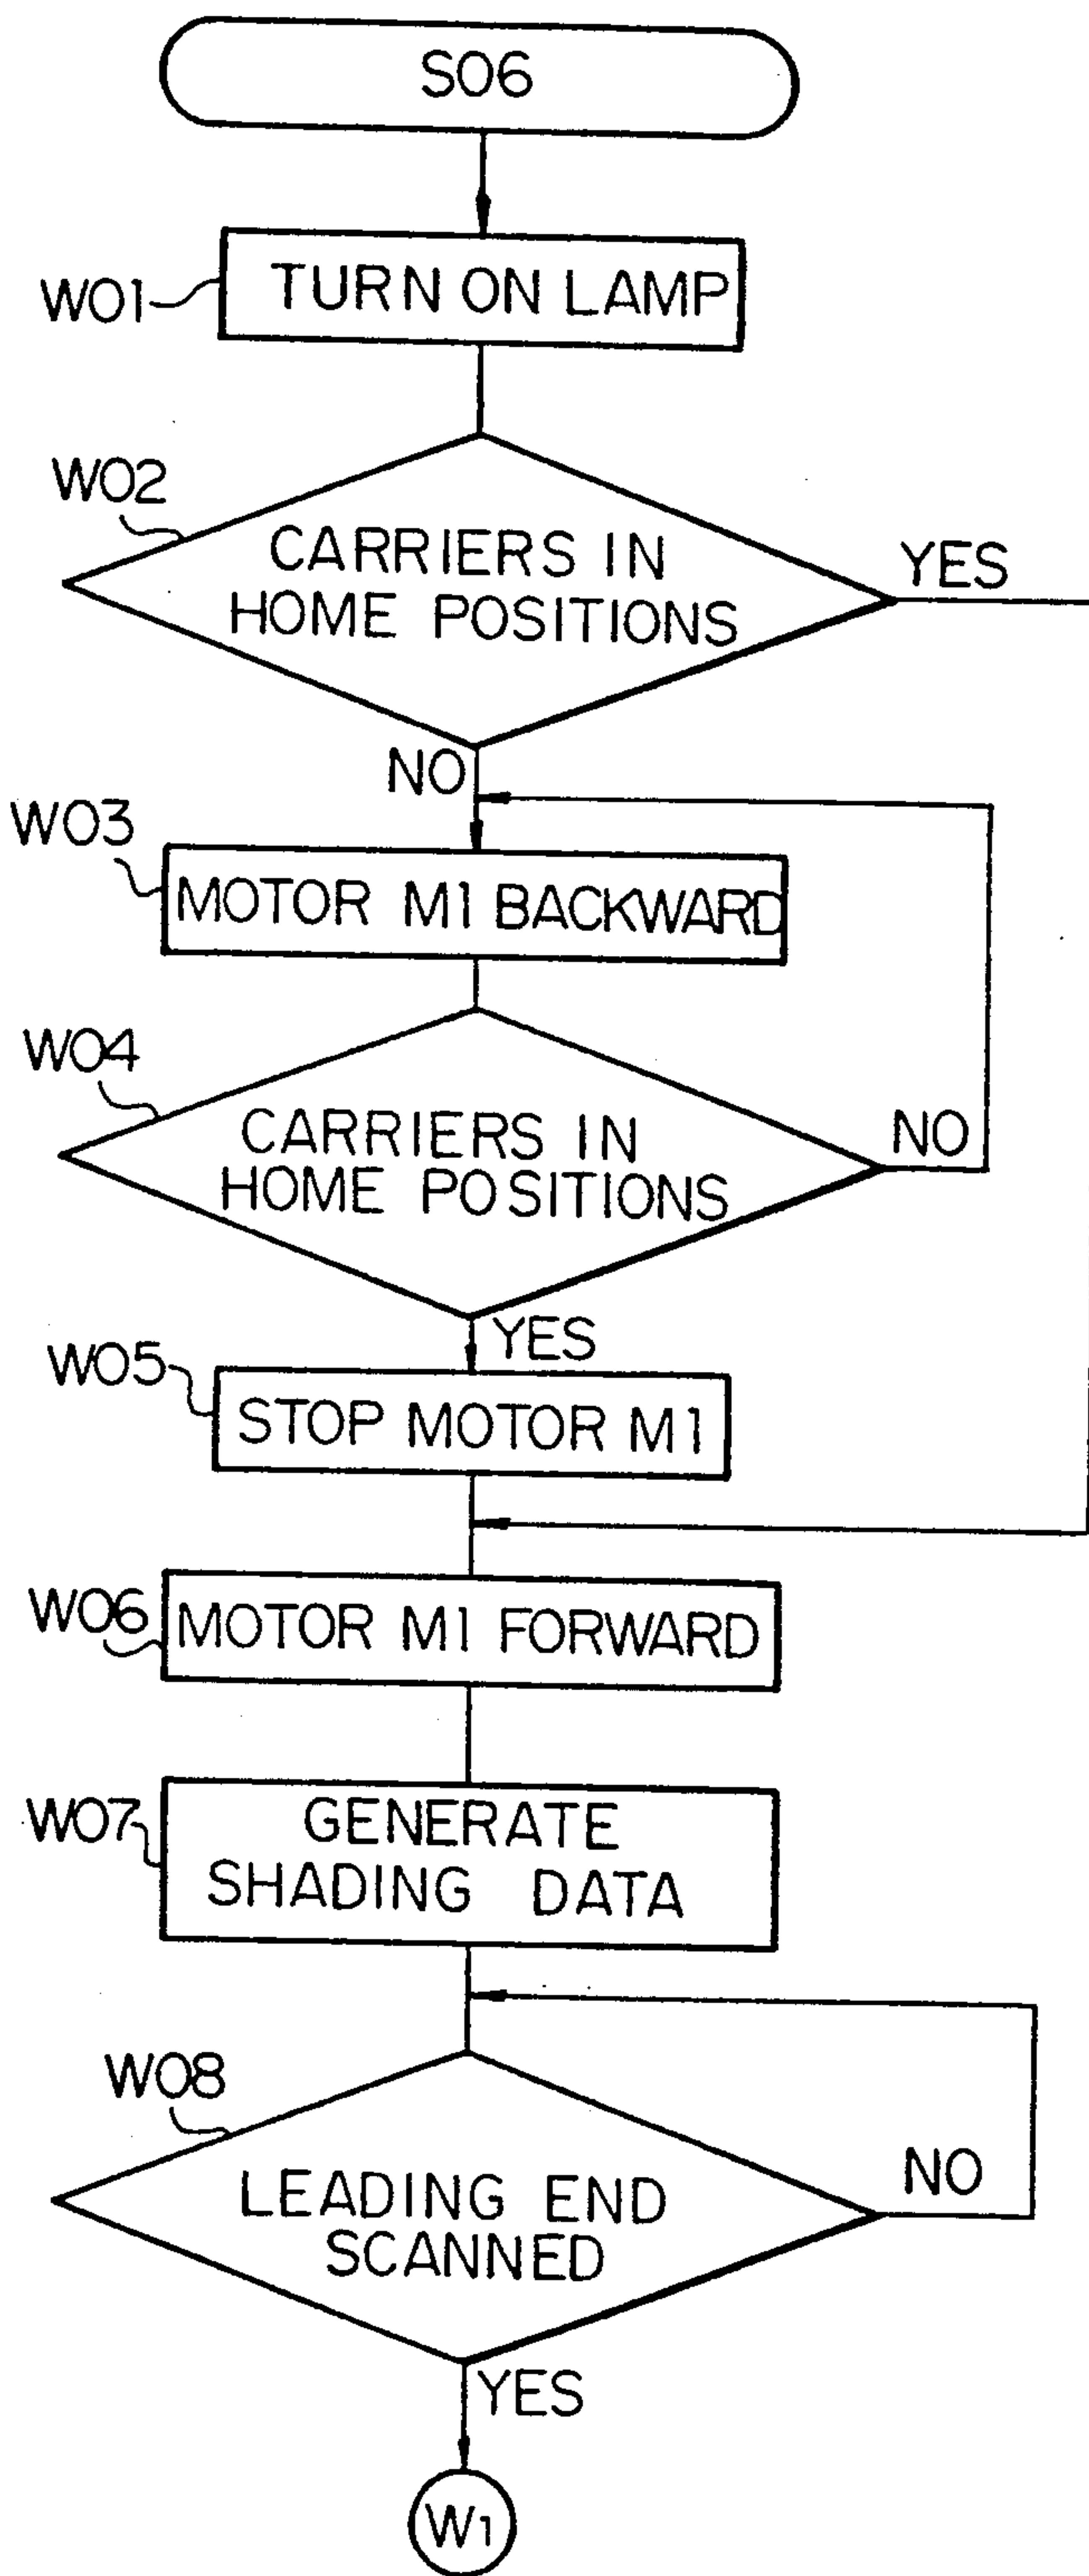 S06
W01
TURN ON LAMP
W02
CARRIERS IN
HOME POSITIONS
YES
NO
W03
MOTOR M1 BACKWARD
W04
CARRIERS IN
HOME POSITIONS
NO
YES
W05
STOP MOTOR M1
W06
MOTOR M1 FORWARD
W07
GENERATE
SHADING DATA
W08
LEADING END
SCANNED
NO
YES
W1